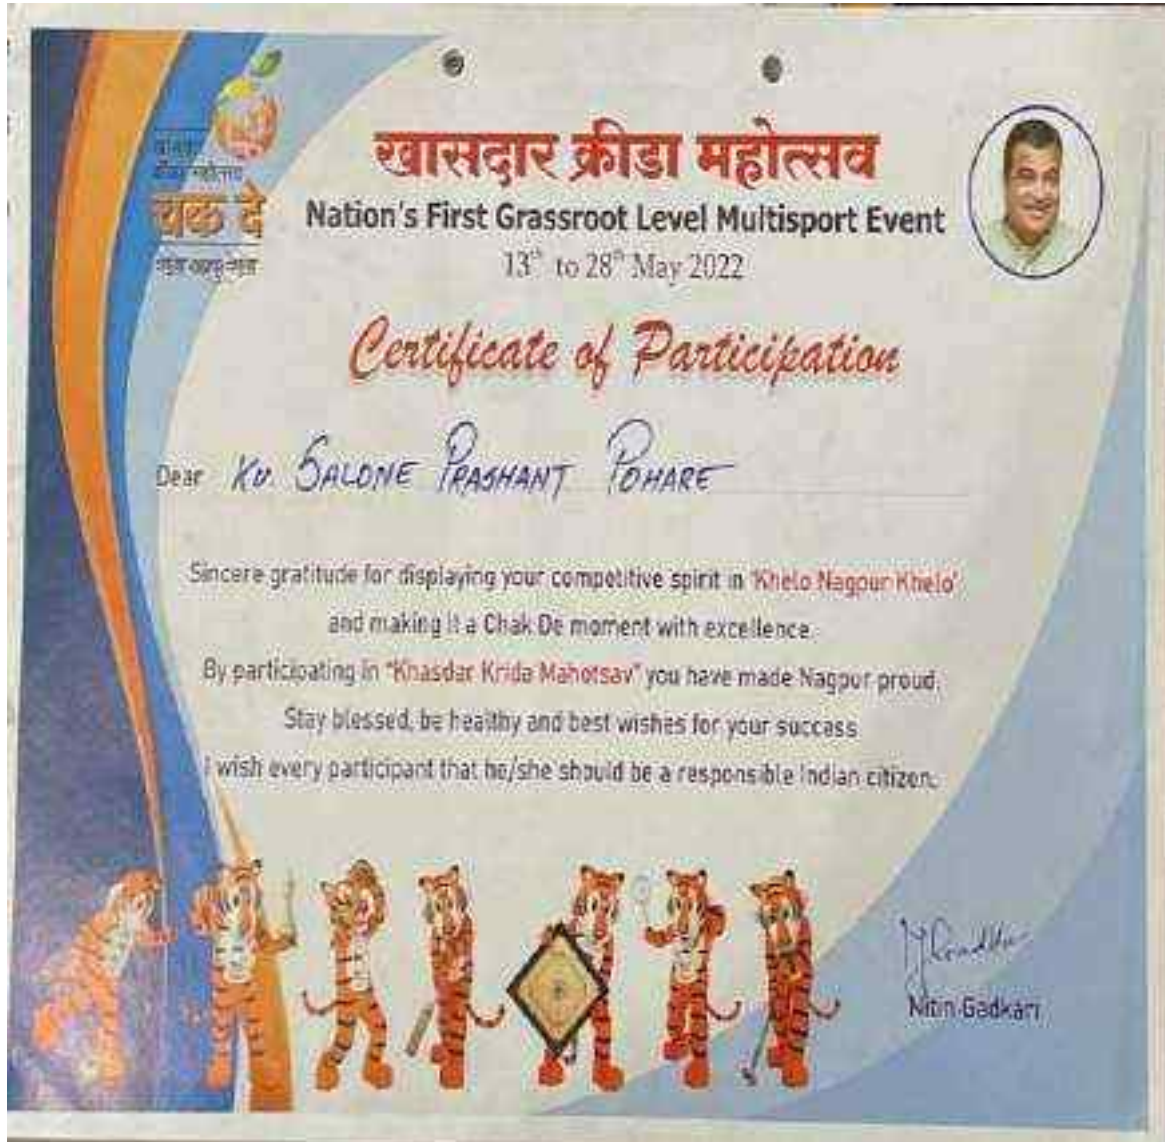 खासदार
क्रीडा महोत्सव
चक दे
खासदार क्रीडा महोत्सव
Nation's First Grassroot Level Multisport Event
13th to 28th May 2022
Certificate of Participation
Dear KU. SALONE PRASHANT POHARE
Sincere gratitude for displaying your competitive spirit in 'Khelo Nagpur Khelo'
and making it a Chak De moment with excellence.
By participating in "Khasdar Krida Mahotsav" you have made Nagpur proud.
Stay blessed, be healthy and best wishes for your success
I wish every participant that he/she should be a responsible Indian citizen.
Nitin Gadkari